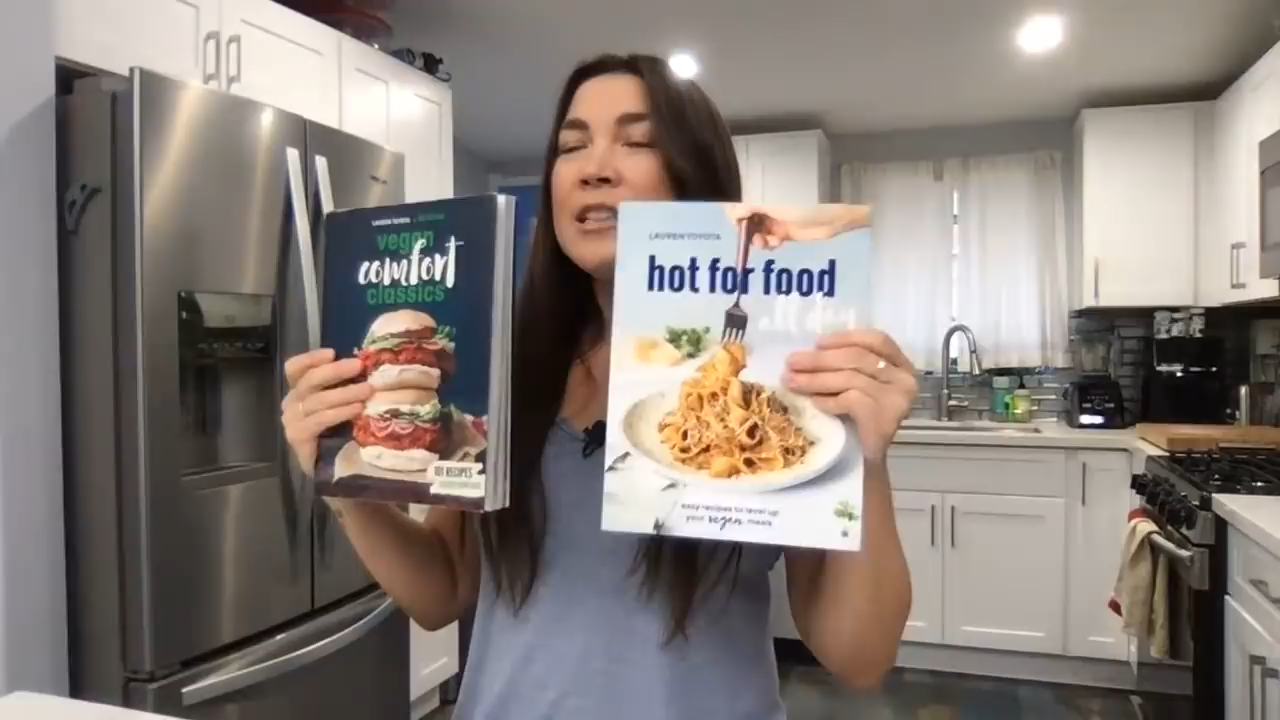 LAUREN TOYOTA
vegan
comfort
classics
101 RECIPES
LAUREN TOYOTA
hot for food
all day
easy recipes to level up
your vegan meals